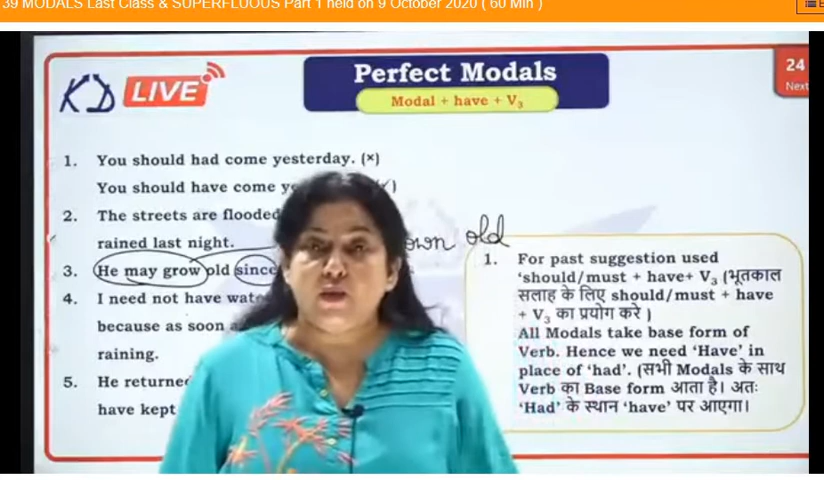 39 MODALS Last Class & SUPERFLUOUS Part 1 held on 9 October 2020 ( 60 Min )
KD LIVE
Perfect Modals
Modal + have + V₃
24
Next
1. You should had come yesterday. (×)
You should have come
2. The streets are flooded
rained last night.
own old
3. He may grow old since
4. I need not have
because as soon
raining.
5. He returned
have kept
1. For past suggestion used
‘should/must + have+ V₃ (भूतकाल
सलाह के लिए should/must + have
+ V₃ का प्रयोग करे )
All Modals take base form of
Verb. Hence we need ‘Have’ in
place of ‘had’. (सभी Modals के साथ
Verb का Base form आता है। अतः
‘Had’ के स्थान ‘have’ पर आएगा।